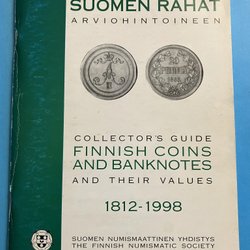 SUOMEN RAHAT
ARVIOHINTOINEEN
COLLECTOR'S GUIDE
FINNISH COINS
AND BANKNOTES
AND THEIR VALUES
1812-1998
SUOMEN NUMISMAATTINEN YHDISTYS
THE FINNISH NUMISMATIC SOCIETY